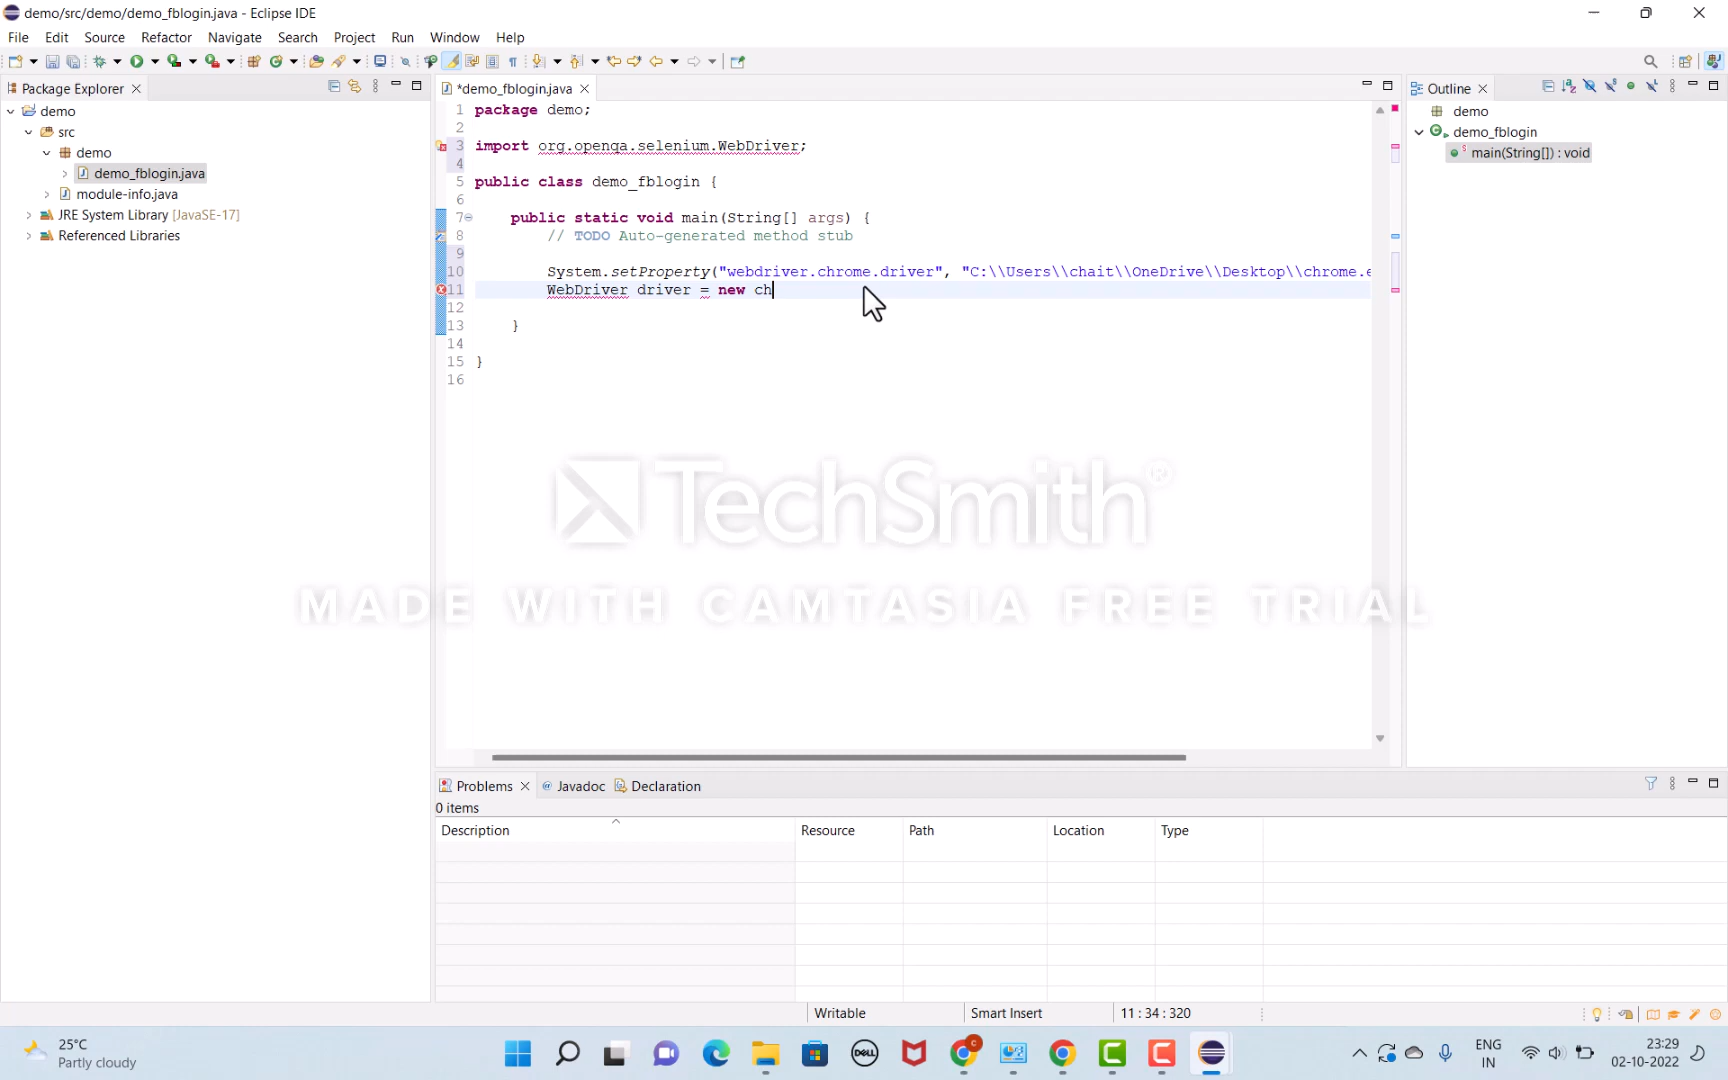 demo/src/demo/demo_fblogin.java - Eclipse IDE
File Edit Source Refactor Navigate Search Project Run Window Help
Package Explorer
demo
src
demo
demo_fblogin.java
module-info.java
JRE System Library [JavaSE-17]
Referenced Libraries
*demo_fblogin.java
1 package demo;
2
3 import org.openqa.selenium.WebDriver;
4
5 public class demo_fblogin {
6
7 public static void main(String[] args) {
8 // TODO Auto-generated method stub
9
10 System.setProperty("webdriver.chrome.driver", "C:\\Users\\chait\\OneDrive\\Desktop\\chrome.e
11 WebDriver driver = new ch
12
13 }
14
15 }
16
Outline
demo
demo_fblogin
main(String[]) : void
TechSmith®
MADE WITH CAMTASIA FREE TRIAL
Problems Javadoc Declaration
0 items
Description Resource Path Location Type
Writable Smart Insert 11 : 34 : 320
25°C
Partly cloudy
DELL
C
ENG
IN
23:29
02-10-2022